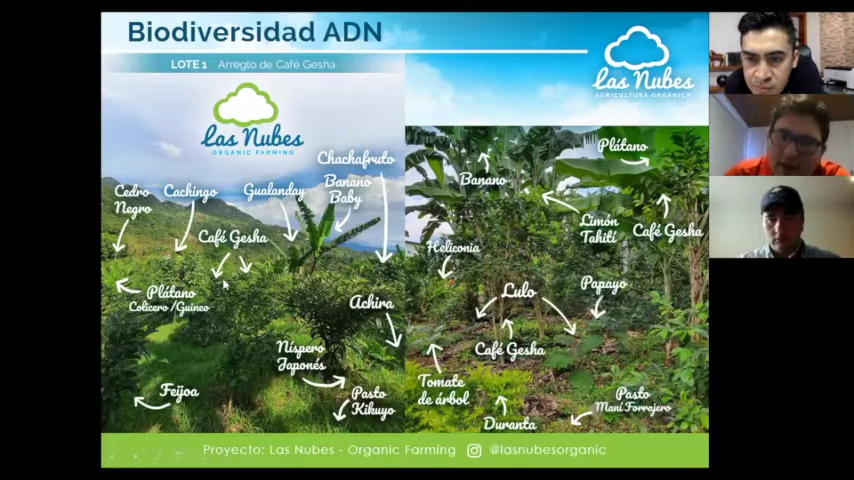 Biodiversidad ADN
LOTE 1 Arreglo de Café Gesha
Las Nubes
AGRICULTURA ORGANICA
Las Nubes
ORGANIC FARMING
Chachafruto
Cedro
Negro
Cachingo
Gualanday
Banano
Baby
Café Gesha
Plátano
Colicero /Guineo
Achira
Níspero
Japonés
Feijoa
Pasto
Kikuyo
Plátano
Banano
Limón
Tahití
Café Gesha
Heliconia
Lulo
Papayo
Café Gesha
Tomate
de árbol
Duranta
Pasto
Maní Forrajero
Proyecto: Las Nubes - Organic Farming @lasnubesorganic